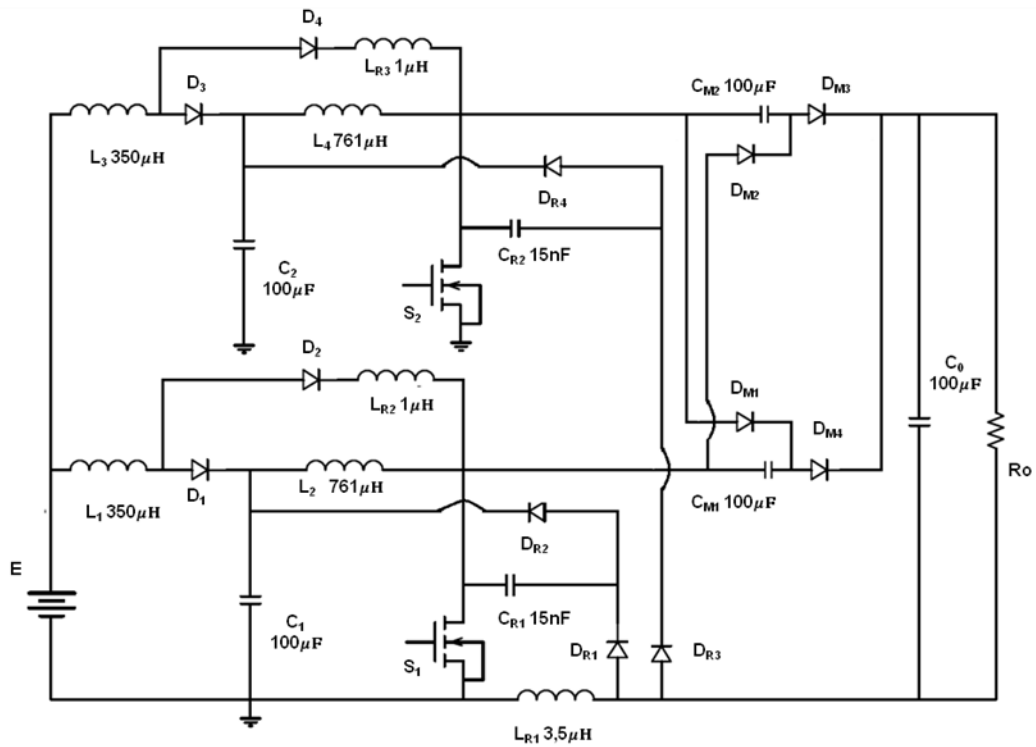 D4
LR3 1μH
D3
CM2 100μF
DM3
L3 350μH
L4 761μH
DM2
DR4
C2
100μF
CR2 15nF
S2
D2
C0
100μF
LR2 1μH
DM1
DM4
Ro
D1
L2 761μH
L1 350μH
CM1 100μF
DR2
E
C1
100μF
CR1 15nF
DR1
DR3
S1
LR1 3,5μH